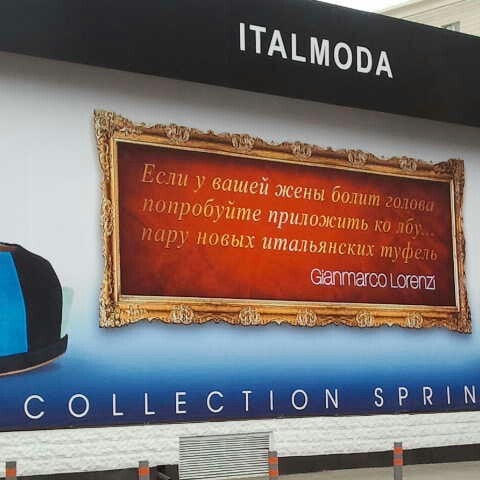 ITALMODA
Если у вашей жены болит голова
попробуйте приложить ко лбу...
пару новых итальянских туфель
Gianmarco Lorenzi
COLLECTION SPRIN